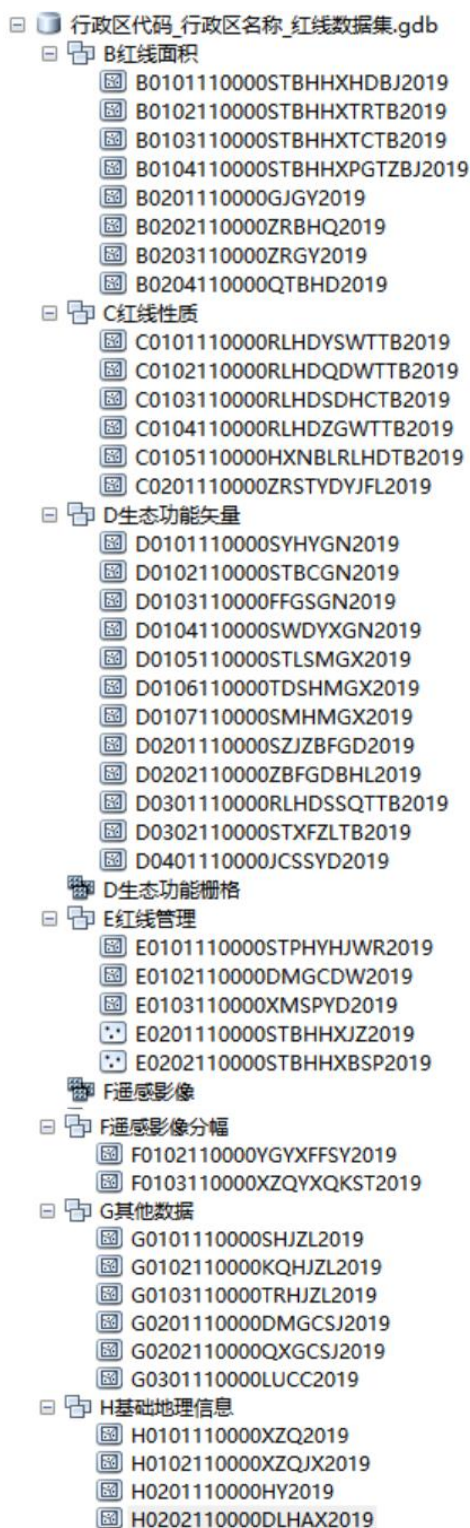 行政区代码_行政区名称_红线数据集.gdb
B红线面积
B0101110000STBHHXHDBJ2019
B0102110000STBHHXTRTB2019
B0103110000STBHHXTCTB2019
B0104110000STBHHXPGTZBJ2019
B0201110000GJGY2019
B0202110000ZRBHQ2019
B0203110000ZRGY2019
B0204110000QTBHD2019
C红线性质
C0101110000RLHDYSWTTB2019
C0102110000RLHDQDWTTB2019
C0103110000RLHDSDHCTB2019
C0104110000RLHDZGWTTB2019
C0105110000HXNBLRLHDTB2019
C0201110000ZRSTYDYJFL2019
D生态功能矢量
D0101110000SYHYGN2019
D0102110000STBCGN2019
D0103110000FFGSGN2019
D0104110000SWDYXGN2019
D0105110000STLSMGX2019
D0106110000TDSHMGX2019
D0107110000SMHMGX2019
D0201110000SZJZBFGD2019
D0202110000ZBFGDBHL2019
D0301110000RLHDSSQTTB2019
D0302110000STXFZLTB2019
D0401110000JCSSYD2019
D生态功能栅格
E红线管理
E0101110000STPHYHJWR2019
E0102110000DMGCDW2019
E0103110000XMSPYD2019
E0201110000STBHHXJZ2019
E0202110000STBHHXBSP2019
F遥感影像
F遥感影像分幅
F0102110000YGYXFFSY2019
F0103110000XZQYXQKST2019
G其他数据
G0101110000SHJZL2019
G0102110000KQHJZL2019
G0103110000TRHJZL2019
G0201110000DMGCSJ2019
G0202110000QXGCSJ2019
G0301110000LUCC2019
H基础地理信息
H0101110000XZQ2019
H0102110000XZQJX2019
H0201110000HY2019
H0202110000DLHAX2019